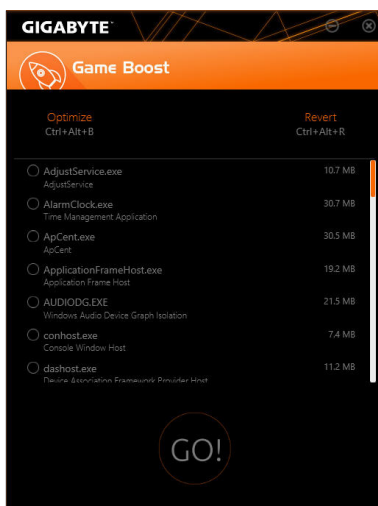 GIGABYTE™
Game Boost
Optimize
Ctrl+Alt+B
Revert
Ctrl+Alt+R
AdjustService.exe 10.7 MB
AdjustService
AlarmClock.exe 30.7 MB
Time Management Application
ApCent.exe 30.5 MB
ApCent
ApplicationFrameHost.exe 19.2 MB
Application Frame Host
AUDIODG.EXE 21.5 MB
Windows Audio Device Graph Isolation
conhost.exe 7.4 MB
Console Window Host
dashost.exe 11.2 MB
Device Association Framework Provider Host
GO!